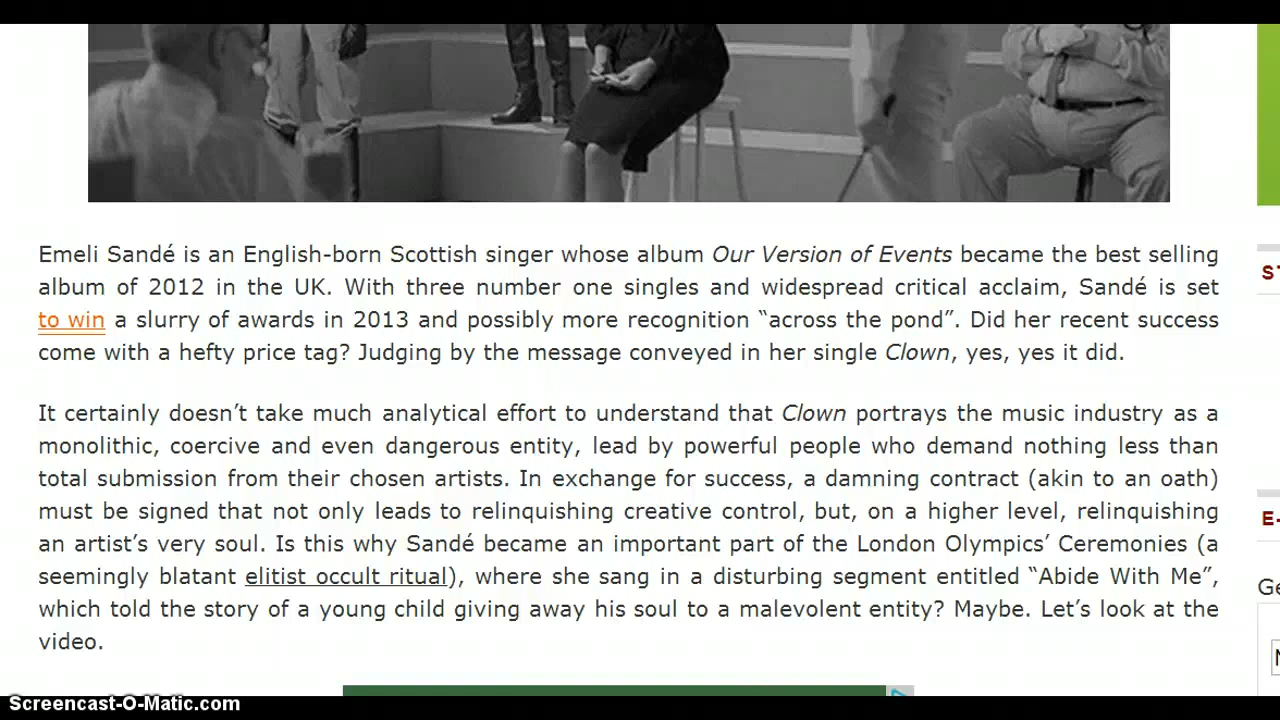 Emeli Sandé is an English-born Scottish singer whose album Our Version of Events became the best selling
album of 2012 in the UK. With three number one singles and widespread critical acclaim, Sandé is set
to win a slurry of awards in 2013 and possibly more recognition “across the pond”. Did her recent success
come with a hefty price tag? Judging by the message conveyed in her single Clown, yes, yes it did.
It certainly doesn’t take much analytical effort to understand that Clown portrays the music industry as a
monolithic, coercive and even dangerous entity, lead by powerful people who demand nothing less than
total submission from their chosen artists. In exchange for success, a damning contract (akin to an oath)
must be signed that not only leads to relinquishing creative control, but, on a higher level, relinquishing
an artist’s very soul. Is this why Sandé became an important part of the London Olympics’ Ceremonies (a
seemingly blatant elitist occult ritual), where she sang in a disturbing segment entitled “Abide With Me”,
which told the story of a young child giving away his soul to a malevolent entity? Maybe. Let’s look at the
video.
E-
Screencast-O-Matic.com